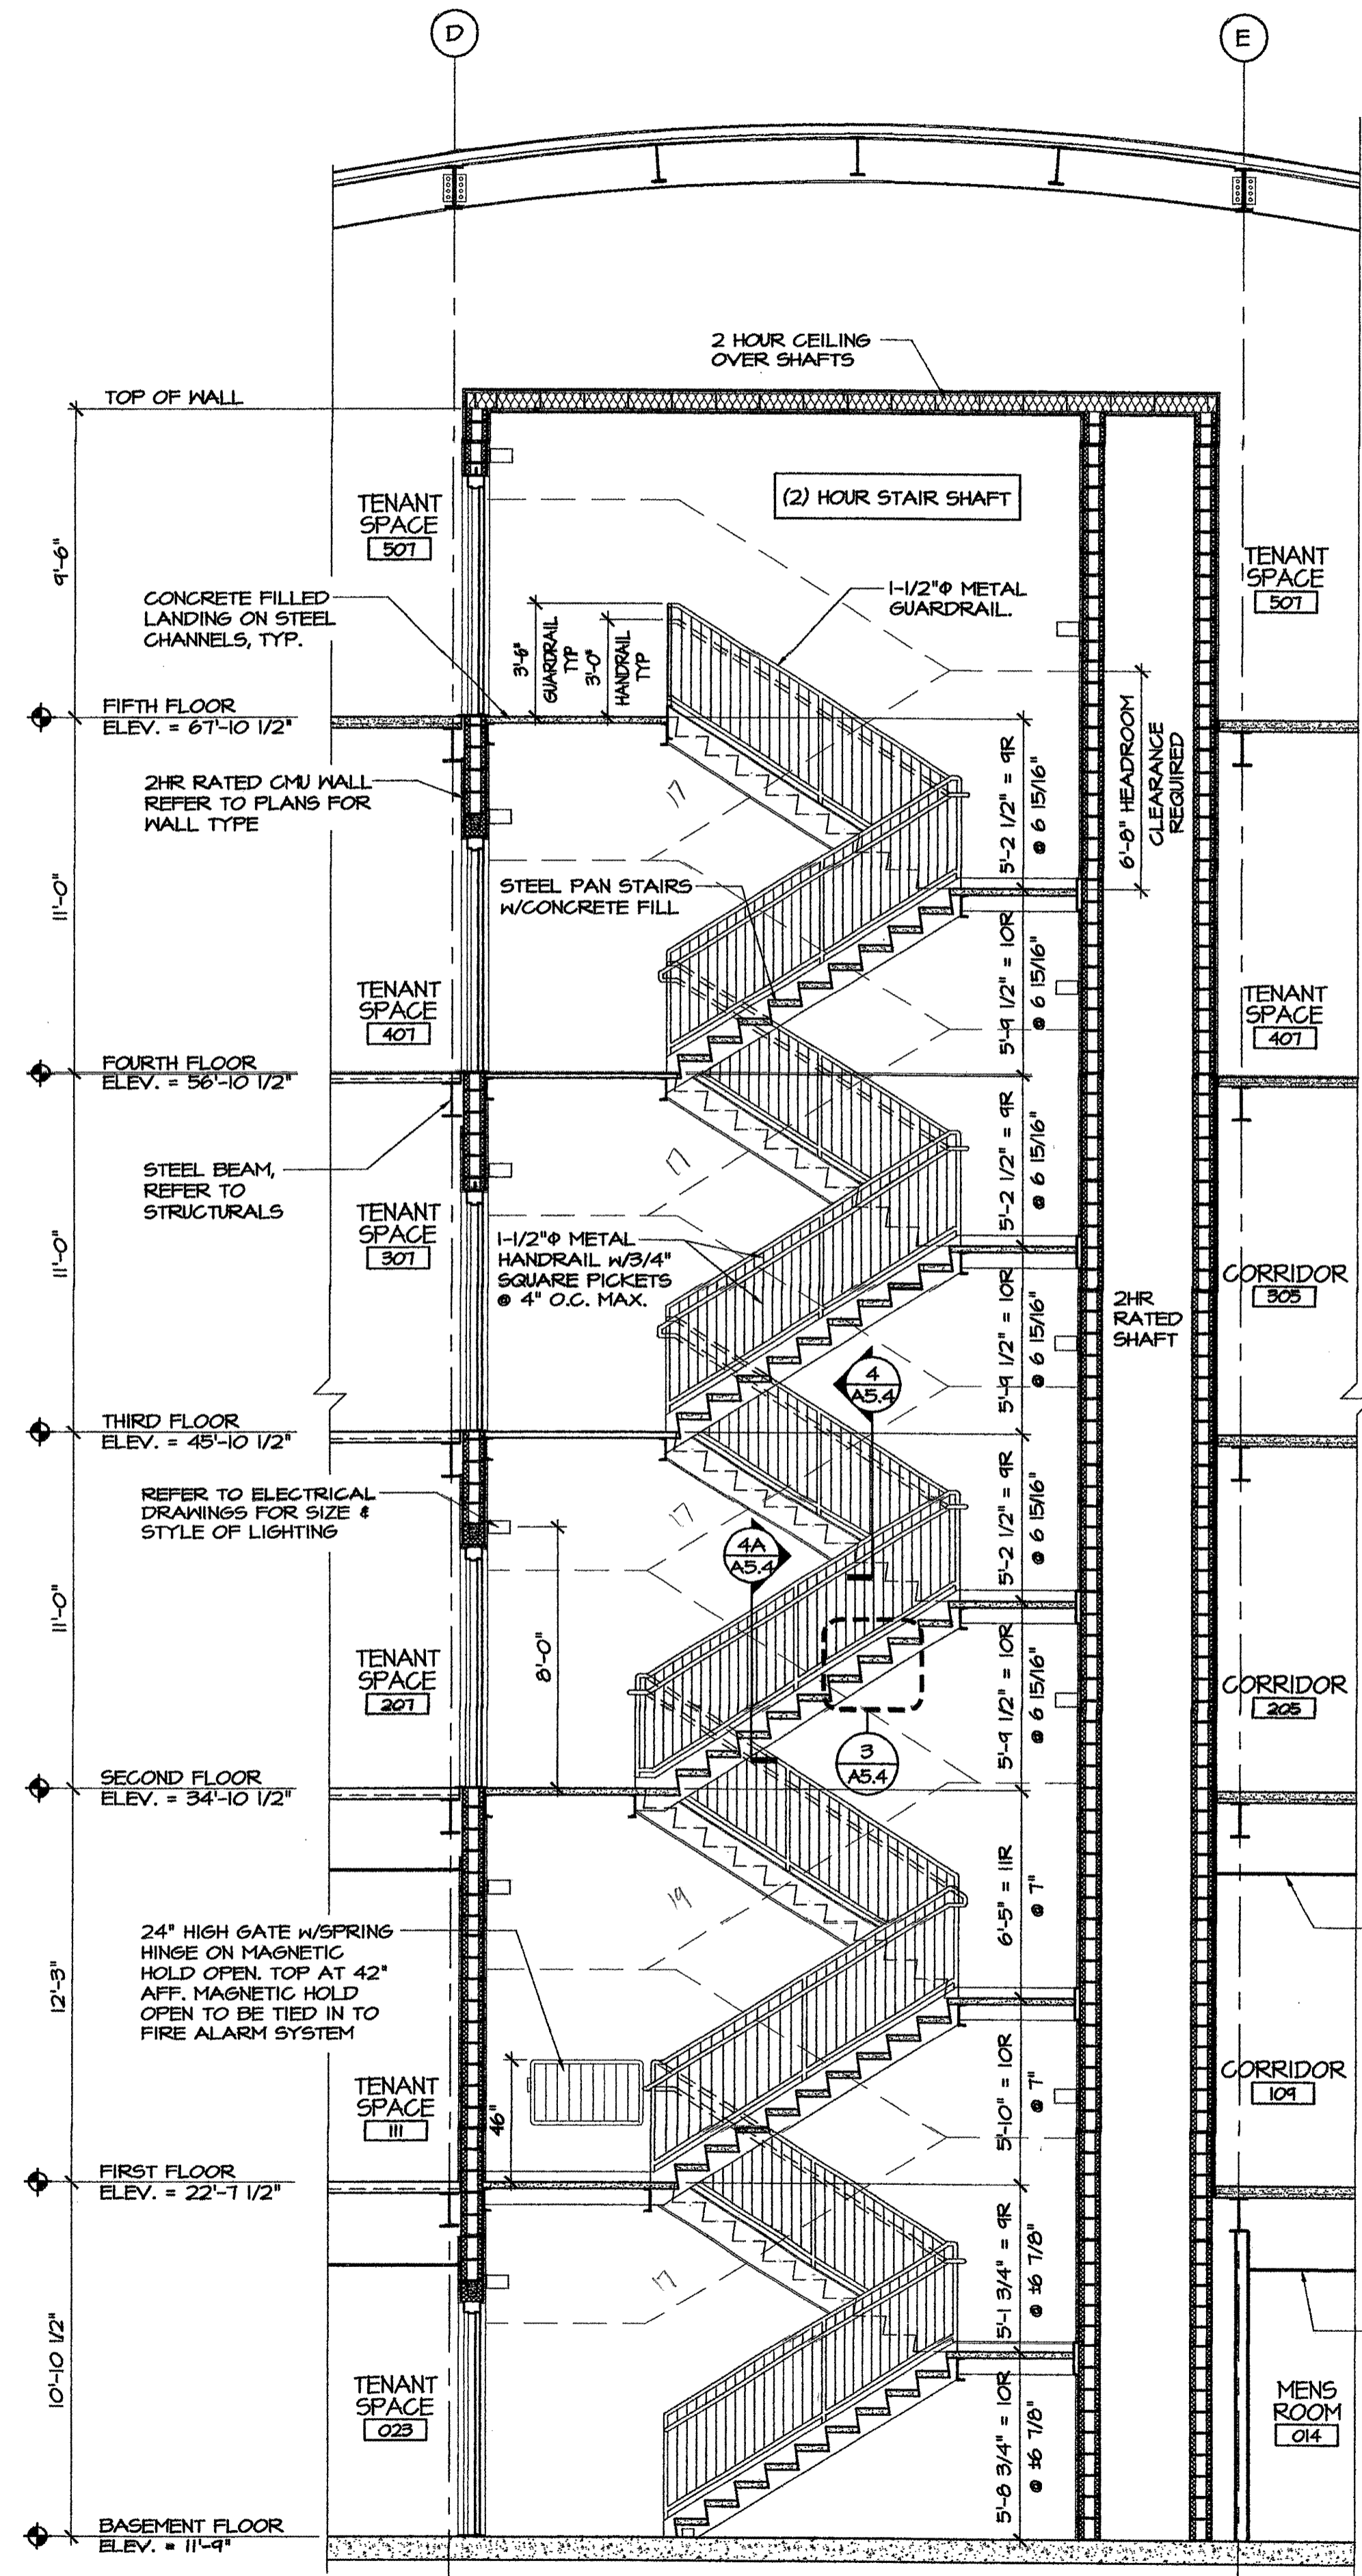 D
E
2 HOUR CEILING
OVER SHAFTS
TOP OF WALL
(2) HOUR STAIR SHAFT
TENANT
SPACE
507
TENANT
SPACE
507
9'-6"
CONCRETE FILLED
LANDING ON STEEL
CHANNELS, TYP.
1-1/2"Φ METAL
GUARDRAIL.
3'-6"
GUARDRAIL
TYP
3'-0"
HANDRAIL
TYP
6'-8" HEADROOM
CLEARANCE
REQUIRED
FIFTH FLOOR
ELEV. = 67'-10 1/2"
2HR RATED CMU WALL
REFER TO PLANS FOR
WALL TYPE
17
5'-2 1/2" = 9R
@ 6 15/16"
11'-0"
STEEL PAN STAIRS
W/CONCRETE FILL
5'-9 1/2" = 10R
@ 6 15/16"
TENANT
SPACE
407
TENANT
SPACE
407
FOURTH FLOOR
ELEV. = 56'-10 1/2"
STEEL BEAM,
REFER TO
STRUCTURALS
17
5'-2 1/2" = 9R
@ 6 15/16"
TENANT
SPACE
307
11'-0"
1-1/2"Φ METAL
HANDRAIL W/3/4"
SQUARE PICKETS
@ 4" O.C. MAX.
5'-9 1/2" = 10R
@ 6 15/16"
2HR
RATED
SHAFT
CORRIDOR
305
4
A5.4
THIRD FLOOR
ELEV. = 45'-10 1/2"
REFER TO ELECTRICAL
DRAWINGS FOR SIZE &
STYLE OF LIGHTING
17
5'-2 1/2" = 9R
@ 6 15/16"
4A
A5.4
11'-0"
8'-0"
TENANT
SPACE
207
5'-9 1/2" = 10R
@ 6 15/16"
CORRIDOR
205
3
A5.4
SECOND FLOOR
ELEV. = 34'-10 1/2"
19
6'-5" = 11R
@ 7"
24" HIGH GATE W/SPRING
HINGE ON MAGNETIC
HOLD OPEN. TOP AT 42"
AFF. MAGNETIC HOLD
OPEN TO BE TIED IN TO
FIRE ALARM SYSTEM
12'-3"
46"
5'-10" = 10R
@ 7"
TENANT
SPACE
111
CORRIDOR
109
FIRST FLOOR
ELEV. = 22'-7 1/2"
17
5'-1 3/4" = 9R
@ ±6 7/8"
10'-10 1/2"
TENANT
SPACE
023
5'-8 3/4" = 10R
@ ±6 7/8"
MENS
ROOM
014
BASEMENT FLOOR
ELEV. = 11'-9"